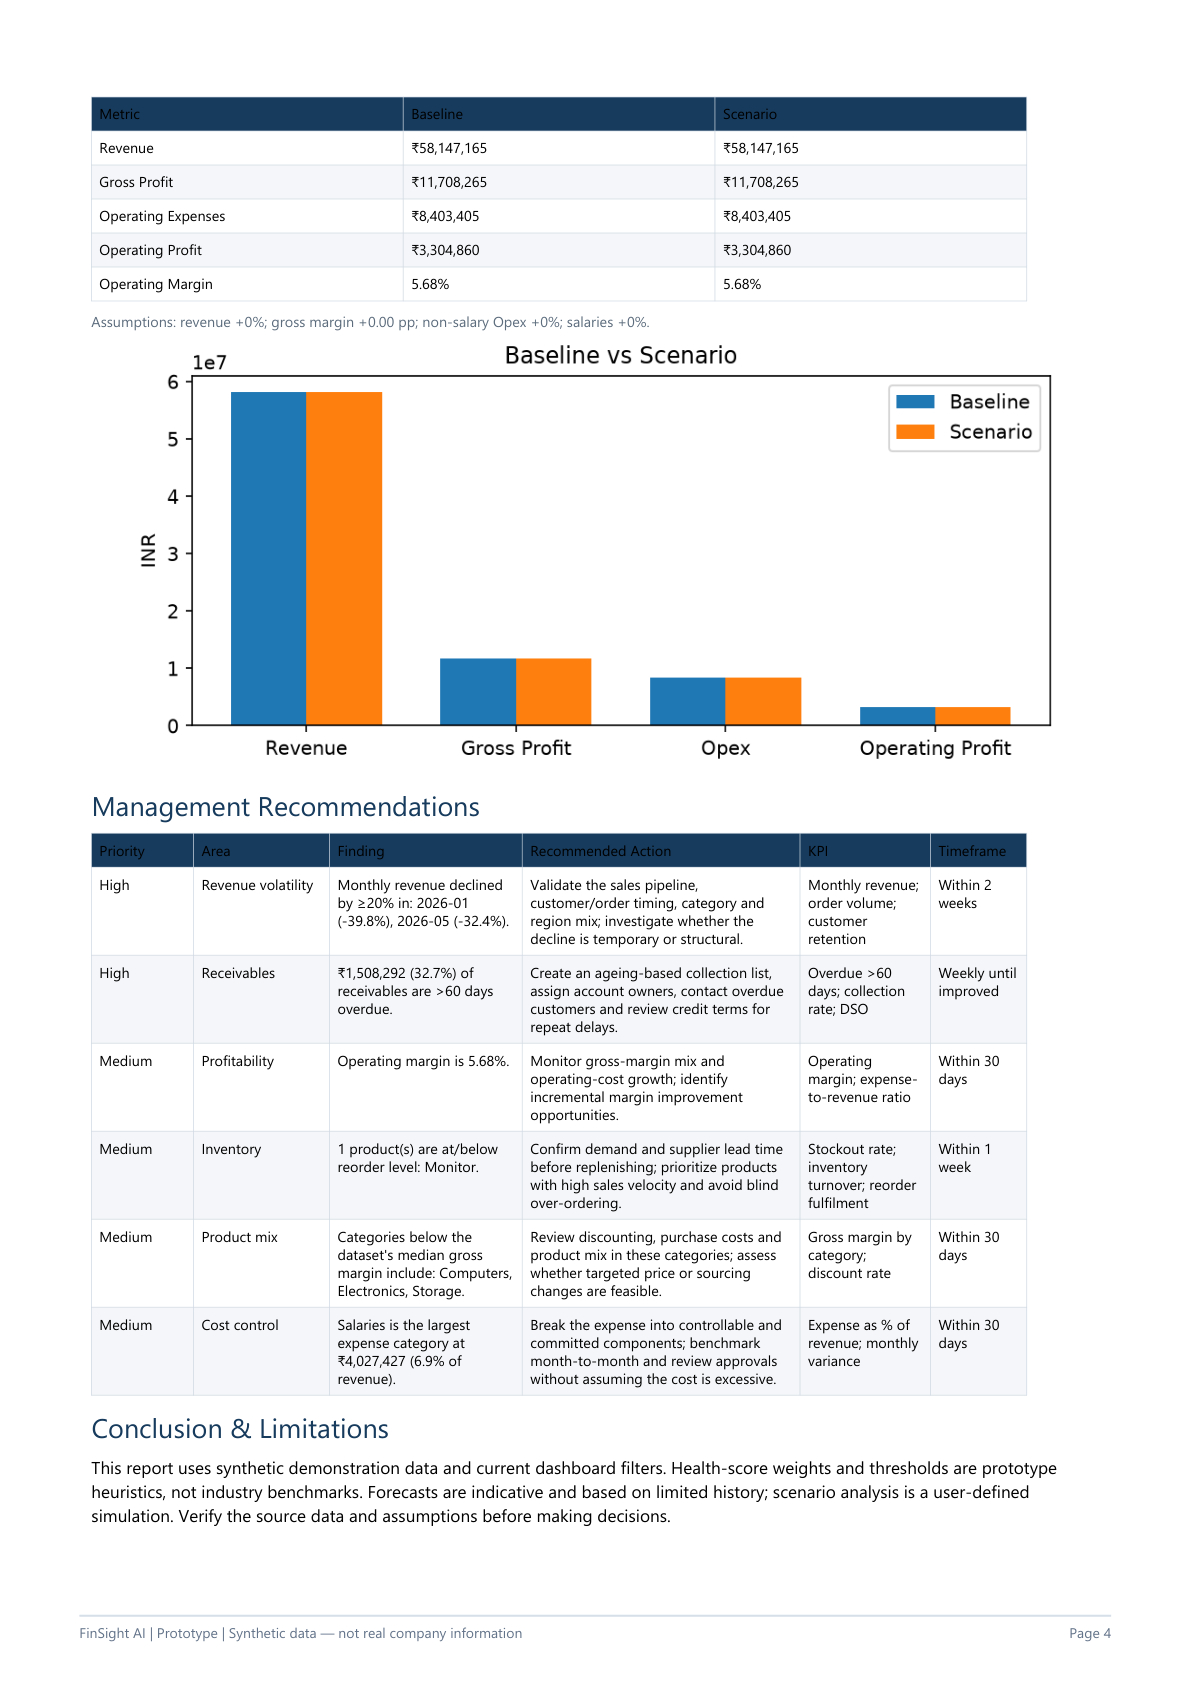 Metric Baseline Scenario
Revenue ₹58,147,165 ₹58,147,165
Gross Profit ₹11,708,265 ₹11,708,265
Operating Expenses ₹8,403,405 ₹8,403,405
Operating Profit ₹3,304,860 ₹3,304,860
Operating Margin 5.68% 5.68%
Assumptions: revenue +0%; gross margin +0.00 pp; non-salary Opex +0%; salaries +0%.
Baseline vs Scenario
1e7
6
5
4
3
2
1
0
INR
Baseline
Scenario
Revenue Gross Profit Opex Operating Profit
Management Recommendations
Priority Area Finding Recommended Action KPI Timeframe
High
Revenue volatility
Monthly revenue declined
by ≥20% in: 2026-01
(-39.8%), 2026-05 (-32.4%).
Validate the sales pipeline,
customer/order timing, category and
region mix; investigate whether the
decline is temporary or structural.
Monthly revenue;
order volume;
customer
retention
Within 2
weeks
High
Receivables
₹1,508,292 (32.7%) of
receivables are >60 days
overdue.
Create an ageing-based collection list,
assign account owners, contact overdue
customers and review credit terms for
repeat delays.
Overdue >60
days; collection
rate; DSO
Weekly until
improved
Medium
Profitability
Operating margin is 5.68%.
Monitor gross-margin mix and
operating-cost growth; identify
incremental margin improvement
opportunities.
Operating
margin; expense-
to-revenue ratio
Within 30
days
Medium
Inventory
1 product(s) are at/below
reorder level: Monitor.
Confirm demand and supplier lead time
before replenishing; prioritize products
with high sales velocity and avoid blind
over-ordering.
Stockout rate;
inventory
turnover; reorder
fulfilment
Within 1
week
Medium
Product mix
Categories below the
dataset's median gross
margin include: Computers,
Electronics, Storage.
Review discounting, purchase costs and
product mix in these categories; assess
whether targeted price or sourcing
changes are feasible.
Gross margin by
category;
discount rate
Within 30
days
Medium
Cost control
Salaries is the largest
expense category at
₹4,027,427 (6.9% of
revenue).
Break the expense into controllable and
committed components; benchmark
month-to-month and review approvals
without assuming the cost is excessive.
Expense as % of
revenue; monthly
variance
Within 30
days
Conclusion & Limitations
This report uses synthetic demonstration data and current dashboard filters. Health-score weights and thresholds are prototype
heuristics, not industry benchmarks. Forecasts are indicative and based on limited history; scenario analysis is a user-defined
simulation. Verify the source data and assumptions before making decisions.
FinSight AI | Prototype | Synthetic data — not real company information Page 4